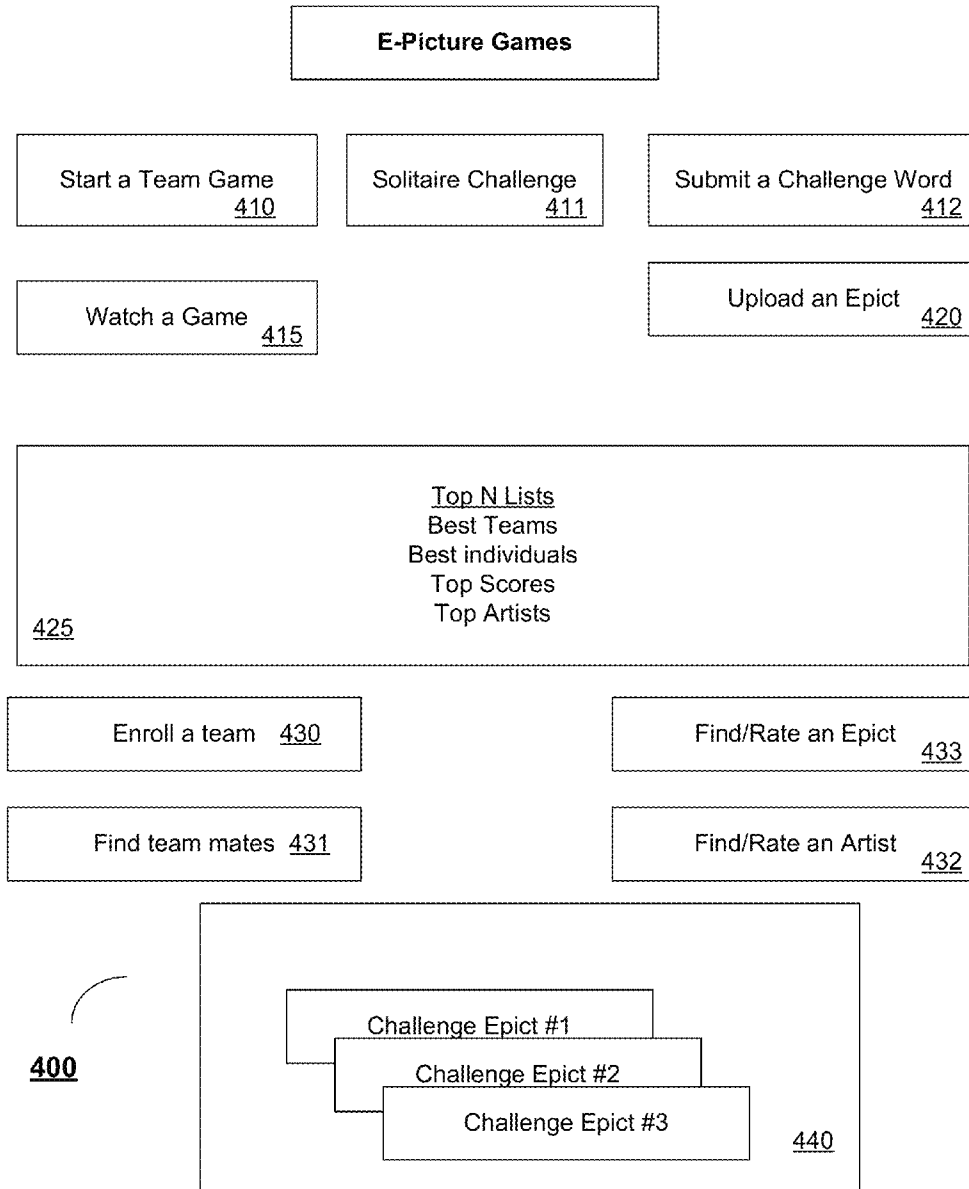 E-Picture Games
Start a Team Game
410
Solitaire Challenge
411
Submit a Challenge Word
412
Watch a Game
415
Upload an Epict
420
Top N Lists
Best Teams
Best individuals
Top Scores
Top Artists
425
Enroll a team 430
Find/Rate an Epict
433
Find team mates 431
Find/Rate an Artist
432
400
Challenge Epict #1
Challenge Epict #2
Challenge Epict #3
440